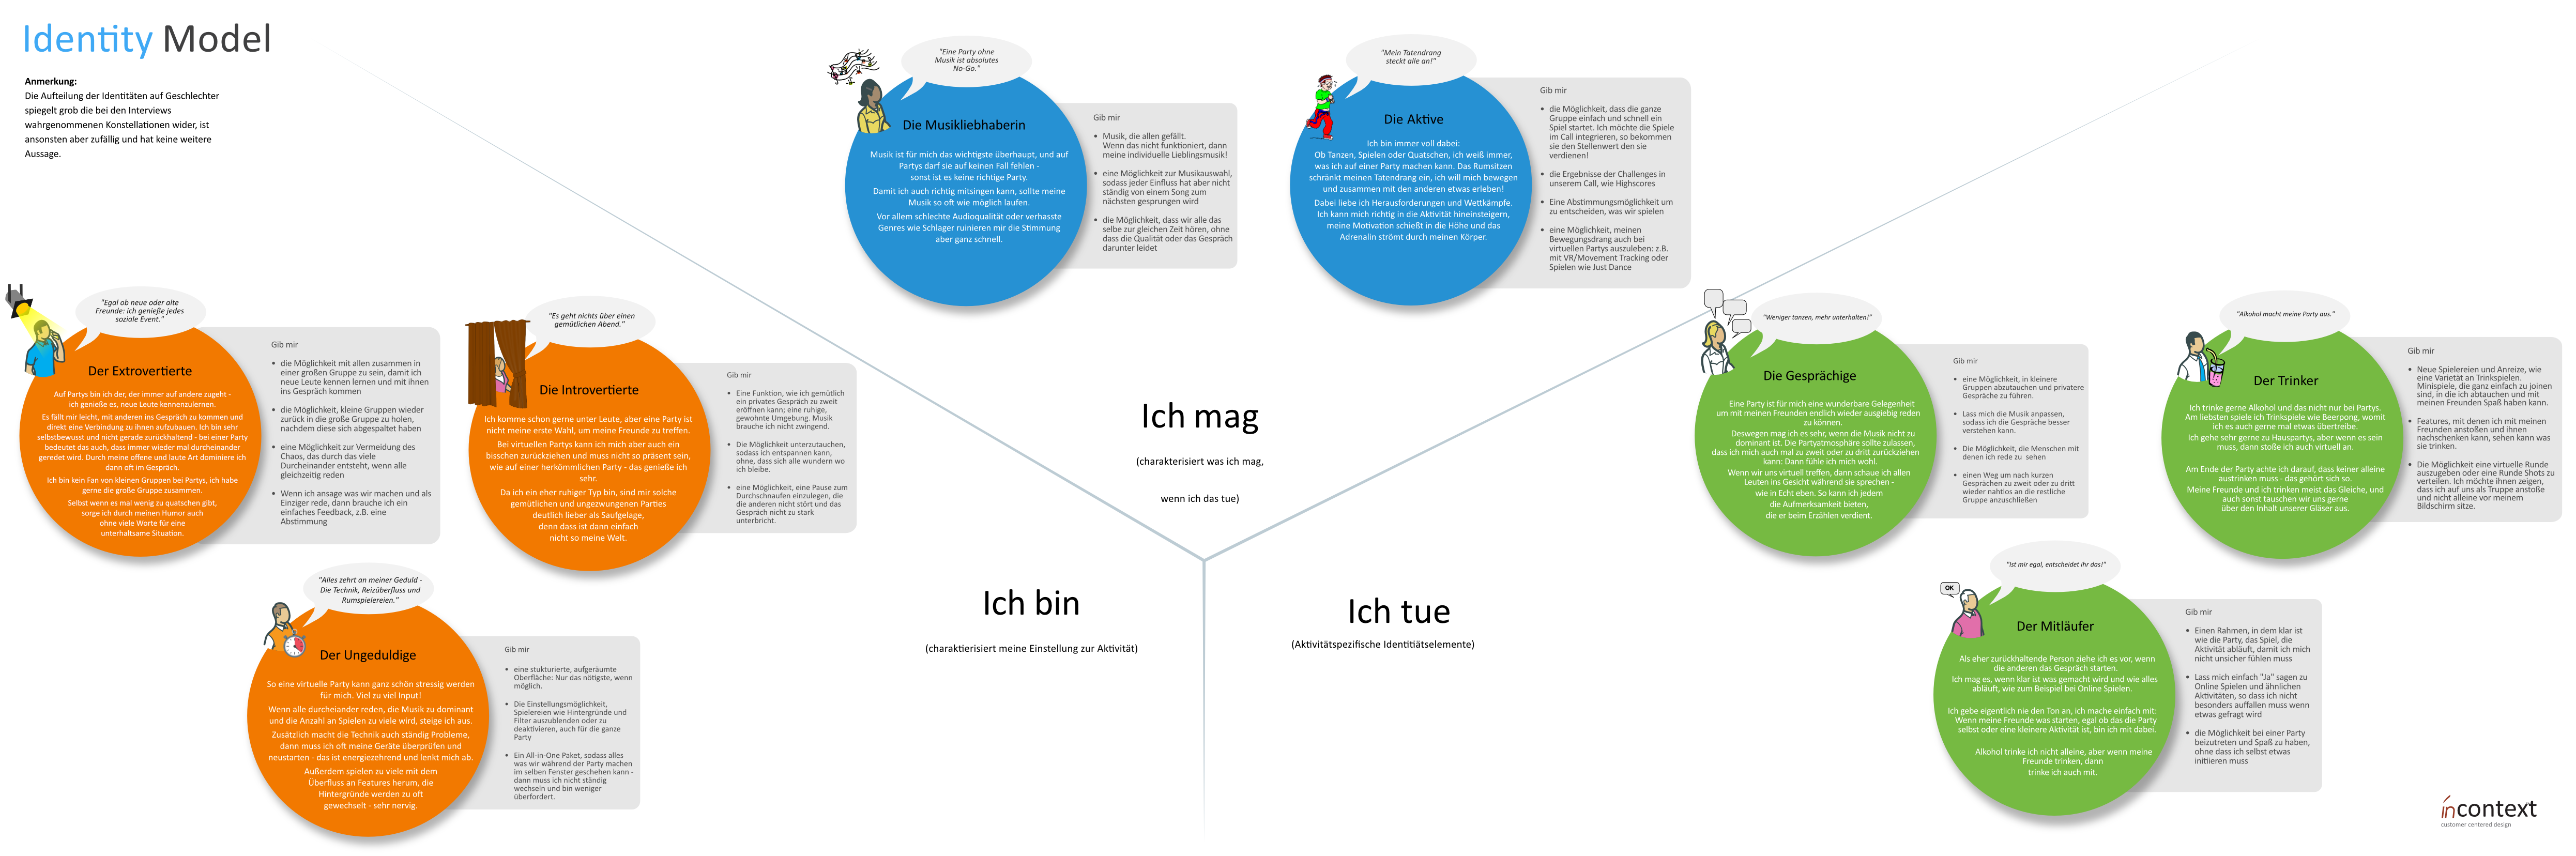 Identity Model
Anmerkung:
Die Aufteilung der Identitäten auf Geschlechter
spiegelt grob die bei den Interviews
wahrgenommenen Konstellationen wider, ist
ansonsten aber zufällig und hat keine weitere
Aussage.
"Eine Party ohne
Musik ist absolutes
No-Go."
Die Musikliebhaberin
Musik ist für mich das wichtigste überhaupt, und auf
Partys darf sie auf keinen Fall fehlen -
sonst ist es keine richtige Party.
Damit ich auch richtig mitsingen kann, sollte meine
Musik so oft wie möglich laufen.
Vor allem schlechte Audioqualität oder verhasste
Genres wie Schlager ruinieren mir die Stimmung
aber ganz schnell.
Gib mir
• Musik, die allen gefällt.
Wenn das nicht funktioniert, dann
meine individuelle Lieblingsmusik!
• eine Möglichkeit zur Musikauswahl,
sodass jeder Einfluss hat aber nicht
ständig von einem Song zum
nächsten gesprungen wird
• die Möglichkeit, dass wir alle das
selbe zur gleichen Zeit hören, ohne
dass die Qualität oder das Gespräch
darunter leidet
"Mein Tatendrang
steckt alle an!"
Die Aktive
Ich bin immer voll dabei:
Ob Tanzen, Spielen oder Quatschen, ich weiß immer,
was ich auf einer Party machen kann. Das Rumsitzen
schränkt meinen Tatendrang ein, ich will mich bewegen
und zusammen mit den anderen etwas erleben!
Dabei liebe ich Herausforderungen und Wettkämpfe.
Ich kann mich richtig in die Aktivität hineinsteigern,
meine Motivation schießt in die Höhe und das
Adrenalin strömt durch meinen Körper.
Gib mir
• die Möglichkeit, dass die ganze
Gruppe einfach und schnell ein
Spiel startet. Ich möchte die Spiele
im Call integrieren, so bekommen
sie den Stellenwert den sie
verdienen!
• die Ergebnisse der Challenges in
unserem Call, wie Highscores
• Eine Abstimmungsmöglichkeit um
zu entscheiden, was wir spielen
• eine Möglichkeit, meinen
Bewegungsdrang auch bei
virtuellen Partys auszuleben: z.B.
mit VR/Movement Tracking oder
Spielen wie Just Dance
"Egal ob neue oder alte
Freunde: ich genieße jedes
soziale Event."
Der Extrovertierte
Auf Partys bin ich der, der immer auf andere zugeht -
ich genieße es, neue Leute kennenzulernen.
Es fällt mir leicht, mit anderen ins Gespräch zu kommen und
direkt eine Verbindung zu ihnen aufzubauen. Ich bin sehr
selbstbewusst und nicht gerade zurückhaltend - bei einer Party
bedeutet das auch, dass immer wieder mal durcheinander
geredet wird. Durch meine offene und laute Art dominiere ich
dann oft im Gespräch.
Ich bin kein Fan von kleinen Gruppen bei Partys, ich habe
gerne die große Gruppe zusammen.
Selbst wenn es mal wenig zu quatschen gibt,
sorge ich durch meinen Humor auch
ohne viele Worte für eine
unterhaltsame Situation.
Gib mir
• die Möglichkeit mit allen zusammen in
einer großen Gruppe zu sein, damit ich
neue Leute kennen lernen und mit ihnen
ins Gespräch kommen
• die Möglichkeit, kleine Gruppen wieder
zurück in die große Gruppe zu holen,
nachdem diese sich abgespaltet haben
• eine Möglichkeit zur Vermeidung des
Chaos, das durch das viele
Durcheinander entsteht, wenn alle
gleichzeitig reden
• Wenn ich ansage was wir machen und als
Einziger rede, dann brauche ich ein
einfaches Feedback, z.B. eine
Abstimmung
"Es geht nichts über einen
gemütlichen Abend."
Die Introvertierte
Ich komme schon gerne unter Leute, aber eine Party ist
nicht meine erste Wahl, um meine Freunde zu treffen.
Bei virtuellen Partys kann ich mich aber auch ein
bisschen zurückziehen und muss nicht so präsent sein,
wie auf einer herkömmlichen Party - das genieße ich
sehr.
Da ich ein eher ruhiger Typ bin, sind mir solche
gemütlichen und ungezwungenen Parties
deutlich lieber als Saufgelage,
denn dass ist dann einfach
nicht so meine Welt.
Gib mir
• Eine Funktion, wie ich gemütlich
ein privates Gespräch zu zweit
eröffnen kann; eine ruhige,
gewohnte Umgebung. Musik
brauche ich nicht zwingend.
• Die Möglichkeit unterzutauchen,
sodass ich entspannen kann,
ohne, dass sich alle wundern wo
ich bleibe.
• eine Möglichkeit, eine Pause zum
Durchschnaufen einzulegen, die
die anderen nicht stört und das
Gespräch nicht zu stark
unterbricht.
Ich mag
(charakterisiert was ich mag,
wenn ich das tue)
"Weniger tanzen, mehr unterhalten!"
Die Gesprächige
Eine Party ist für mich eine wunderbare Gelegenheit
um mit meinen Freunden endlich wieder ausgiebig reden
zu können.
Deswegen mag ich es sehr, wenn die Musik nicht zu
dominant ist. Die Partyatmosphäre sollte zulassen,
dass ich mich auch mal zu zweit oder zu dritt zurückziehen
kann: Dann fühle ich mich wohl.
Wenn wir uns virtuell treffen, dann schaue ich allen
Leuten ins Gesicht während sie sprechen -
wie in Echt eben. So kann ich jedem
die Aufmerksamkeit bieten,
die er beim Erzählen verdient.
Gib mir
• eine Möglichkeit, in kleinere
Gruppen abzutauchen und privatere
Gespräche zu führen.
• Lass mich die Musik anpassen,
sodass ich die Gespräche besser
verstehen kann.
• Die Möglichkeit, die Menschen mit
denen ich rede zu sehen
• einen Weg um nach kurzen
Gesprächen zu zweit oder zu dritt
wieder nahtlos an die restliche
Gruppe anzuschließen
"Alkohol macht meine Party aus."
Der Trinker
Ich trinke gerne Alkohol und das nicht nur bei Partys.
Am liebsten spiele ich Trinkspiele wie Beerpong, womit
ich es auch gerne mal etwas übertreibe.
Ich gehe sehr gerne zu Hauspartys, aber wenn es sein
muss, dann stoße ich auch virtuell an.
Am Ende der Party achte ich darauf, dass keiner alleine
austrinken muss - das gehört sich so.
Meine Freunde und ich trinken meist das Gleiche, und
auch sonst tauschen wir uns gerne
über den Inhalt unserer Gläser aus.
Gib mir
• Neue Spielereien und Anreize, wie
eine Varietät an Trinkspielen.
Minispiele, die ganz einfach zu joinen
sind, in die ich abtauchen und mit
meinen Freunden Spaß haben kann.
• Features, mit denen ich mit meinen
Freunden anstoßen und ihnen
nachschenken kann, sehen kann was
sie trinken.
• Die Möglichkeit eine virtuelle Runde
auszugeben oder eine Runde Shots zu
verteilen. Ich möchte ihnen zeigen,
dass ich auf uns als Truppe anstoße
und nicht alleine vor meinem
Bildschirm sitze.
"Alles zehrt an meiner Geduld -
Die Technik, Reizüberfluss und
Rumspielereien."
Der Ungeduldige
So eine virtuelle Party kann ganz schön stressig werden
für mich. Viel zu viel Input!
Wenn alle durcheiander reden, die Musik zu dominant
und die Anzahl an Spielen zu viele wird, steige ich aus.
Zusätzlich macht die Technik auch ständig Probleme,
dann muss ich oft meine Geräte überprüfen und
neustarten - das ist energiezehrend und lenkt mich ab.
Außerdem spielen zu viele mit dem
Überfluss an Features herum, die
Hintergründe werden zu oft
gewechselt - sehr nervig.
Gib mir
• eine stukturierte, aufgeräumte
Oberfläche: Nur das nötigste, wenn
möglich.
• Die Einstellungsmöglichkeit,
Spielereien wie Hintergründe und
Filter auszublenden oder zu
deaktivieren, auch für die ganze
Party
• Ein All-in-One Paket, sodass alles
was wir während der Party machen
im selben Fenster geschehen kann -
dann muss ich nicht ständig
wechseln und bin weniger
überfordert.
Ich bin
(charaktierisiert meine Einstellung zur Aktivität)
Ich tue
(Aktivitätspezifische Identitiätselemente)
"Ist mir egal, entscheidet ihr das!"
OK
Der Mitläufer
Als eher zurückhaltende Person ziehe ich es vor, wenn
die anderen das Gespräch starten.
Ich mag es, wenn klar ist was gemacht wird und wie alles
abläuft, wie zum Beispiel bei Online Spielen.
Ich gebe eigentlich nie den Ton an, ich mache einfach mit:
Wenn meine Freunde was starten, egal ob das die Party
selbst oder eine kleinere Aktivität ist, bin ich mit dabei.
Alkohol trinke ich nicht alleine, aber wenn meine
Freunde trinken, dann
trinke ich auch mit.
Gib mir
• Einen Rahmen, in dem klar ist
wie die Party, das Spiel, die
Aktivität abläuft, damit ich mich
nicht unsicher fühlen muss
• Lass mich einfach "Ja" sagen zu
Online Spielen und ähnlichen
Aktivitäten, so dass ich nicht
besonders auffallen muss wenn
etwas gefragt wird
• die Möglichkeit bei einer Party
beizutreten und Spaß zu haben,
ohne dass ich selbst etwas
initiieren muss
incontext
customer centered design